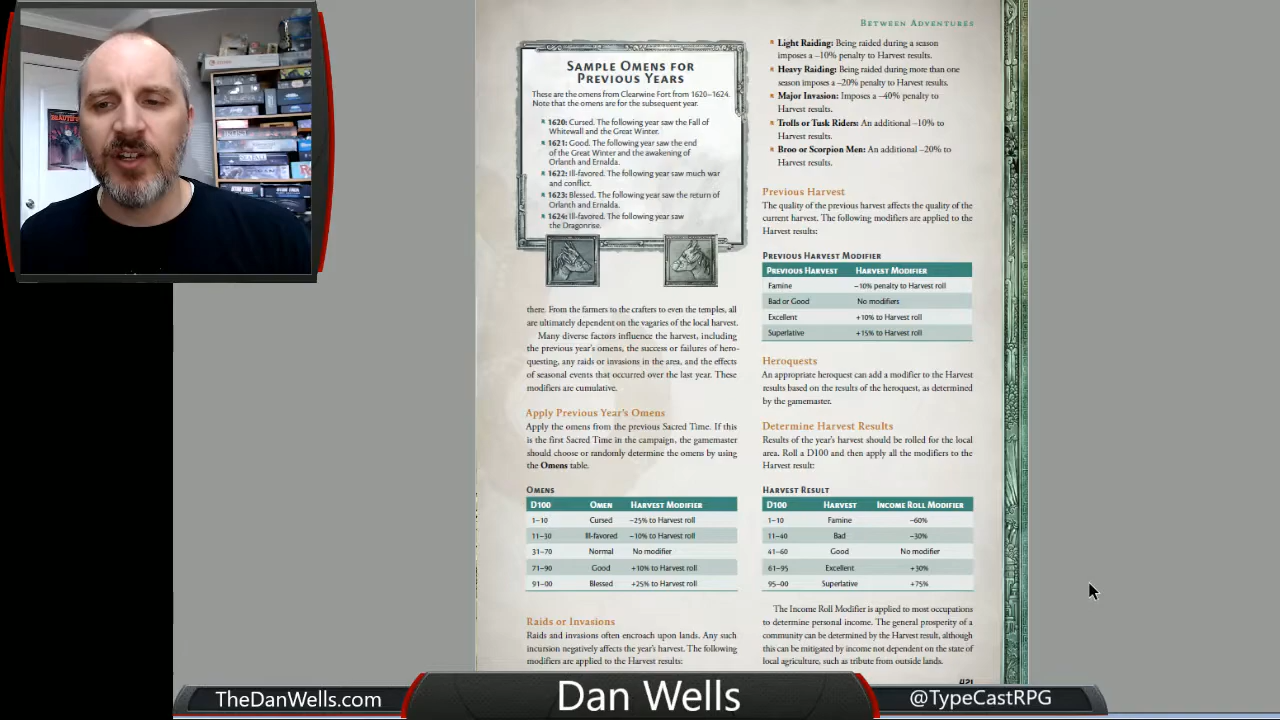 BETWEEN ADVENTURES
SAMPLE OMENS FOR
PREVIOUS YEARS
These are the omens from Clearwine Fort from 1620–1624.
Note that the omens are for the subsequent year.
1620: Cursed. The following year saw the Fall of
Whitewall and the Great Winter.
1621: Good. The following year saw the end
of the Great Winter and the awakening of
Orlanth and Ernalda.
1622: Ill-favored. The following year saw much war
and conflict.
1623: Blessed. The following year saw the return of
Orlanth and Ernalda.
1624: Ill-favored. The following year saw
the Dragonrise.
there. From the farmers to the crafters to even the temples, all
are ultimately dependent on the vagaries of the local harvest.
Many diverse factors influence the harvest, including
the previous year's omens, the success or failures of hero-
questing, any raids or invasions in the area, and the effects
of seasonal events that occurred over the last year. These
modifiers are cumulative.
Apply Previous Year's Omens
Apply the omens from the previous Sacred Time. If this
is the first Sacred Time in the campaign, the gamemaster
should choose or randomly determine the omens by using
the Omens table.
OMENS
D100 OMEN HARVEST MODIFIER
1–10 Cursed –25% to Harvest roll
11–30 Ill-favored –10% to Harvest roll
31–70 Normal No modifier
71–90 Good +10% to Harvest roll
91–00 Blessed +25% to Harvest roll
Raids or Invasions
Raids and invasions often encroach upon lands. Any such
incursion negatively affects the year's harvest. The following
modifiers are applied to the Harvest results:
Light Raiding: Being raided during a season
imposes a –10% penalty to Harvest results.
Heavy Raiding: Being raided during more than one
season imposes a –20% penalty to Harvest results.
Major Invasion: Imposes a –40% penalty to
Harvest results.
Trolls or Tusk Riders: An additional –10% to
Harvest results.
Broo or Scorpion Men: An additional –20% to
Harvest results.
Previous Harvest
The quality of the previous harvest affects the quality of the
current harvest. The following modifiers are applied to the
Harvest results:
PREVIOUS HARVEST MODIFIER
PREVIOUS HARVEST HARVEST MODIFIER
Famine –10% penalty to Harvest roll
Bad or Good No modifiers
Excellent +10% to Harvest roll
Superlative +15% to Harvest roll
Heroquests
An appropriate heroquest can add a modifier to the Harvest
results based on the results of the heroquest, as determined
by the gamemaster.
Determine Harvest Results
Results of the year's harvest should be rolled for the local
area. Roll a D100 and then apply all the modifiers to the
Harvest result:
HARVEST RESULT
D100 HARVEST INCOME ROLL MODIFIER
1–10 Famine –60%
11–40 Bad –30%
41–60 Good No modifier
61–95 Excellent +30%
95–00 Superlative +75%
The Income Roll Modifier is applied to most occupations
to determine personal income. The general prosperity of a
community can be determined by the Harvest result, although
this can be mitigated by income not dependent on the state of
local agriculture, such as tribute from outside lands.
421
TheDanWells.com
Dan Wells
@TypeCastRPG